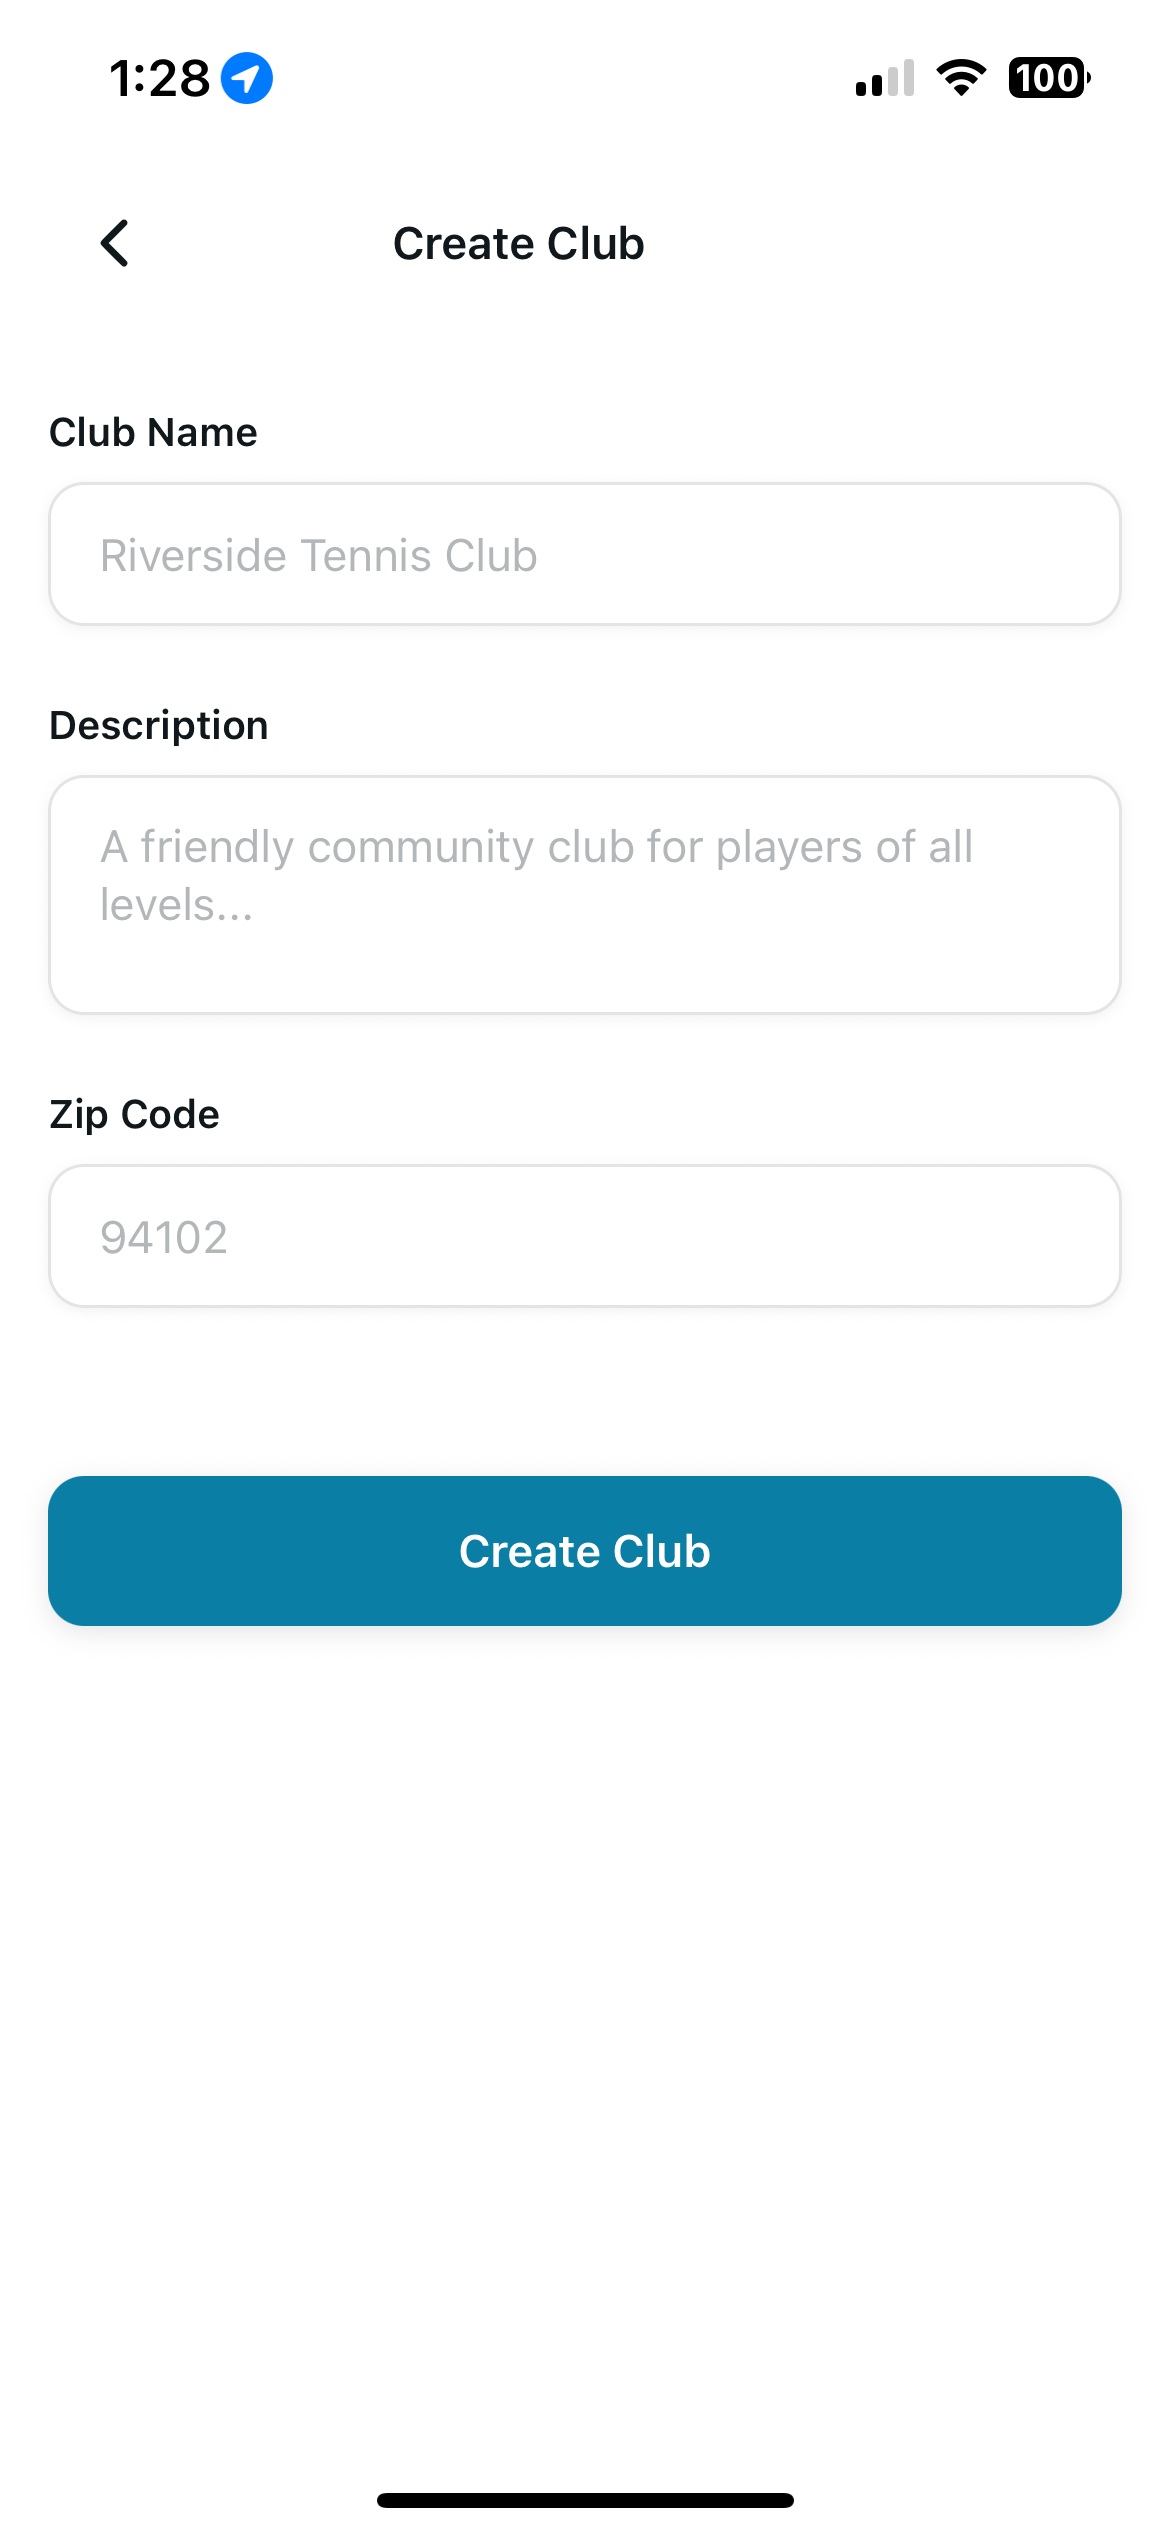 1:28
100
Create Club
Club Name
Riverside Tennis Club
Description
A friendly community club for players of all
levels...
Zip Code
94102
Create Club